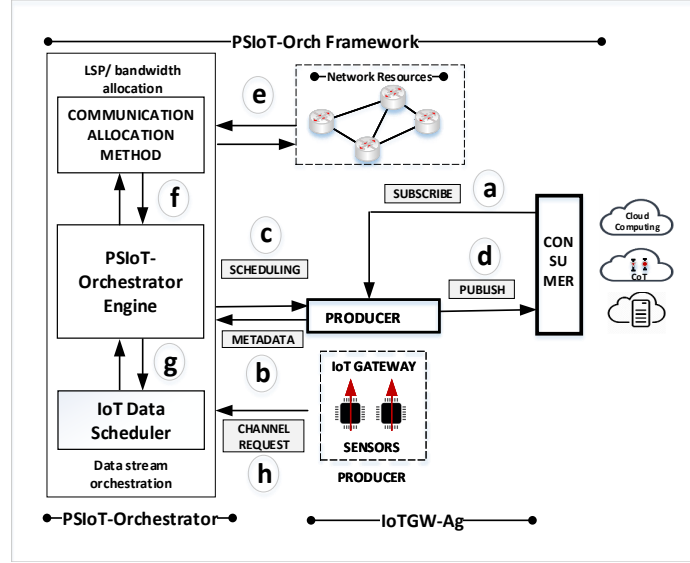 PSIoT-Orch Framework
LSP/ bandwidth
allocation
COMMUNICATION
ALLOCATION
METHOD
e
Network Resources
f
SUBSCRIBE
a
CON
SU
MER
Cloud
Computing
CoT
PSIoT-
Orchestrator
Engine
c
SCHEDULING
d
PUBLISH
PRODUCER
METADATA
b
g
IoT Data
Scheduler
IoT GATEWAY
SENSORS
CHANNEL
REQUEST
h
PRODUCER
Data stream
orchestration
PSIoT-Orchestrator
IoTGW-Ag